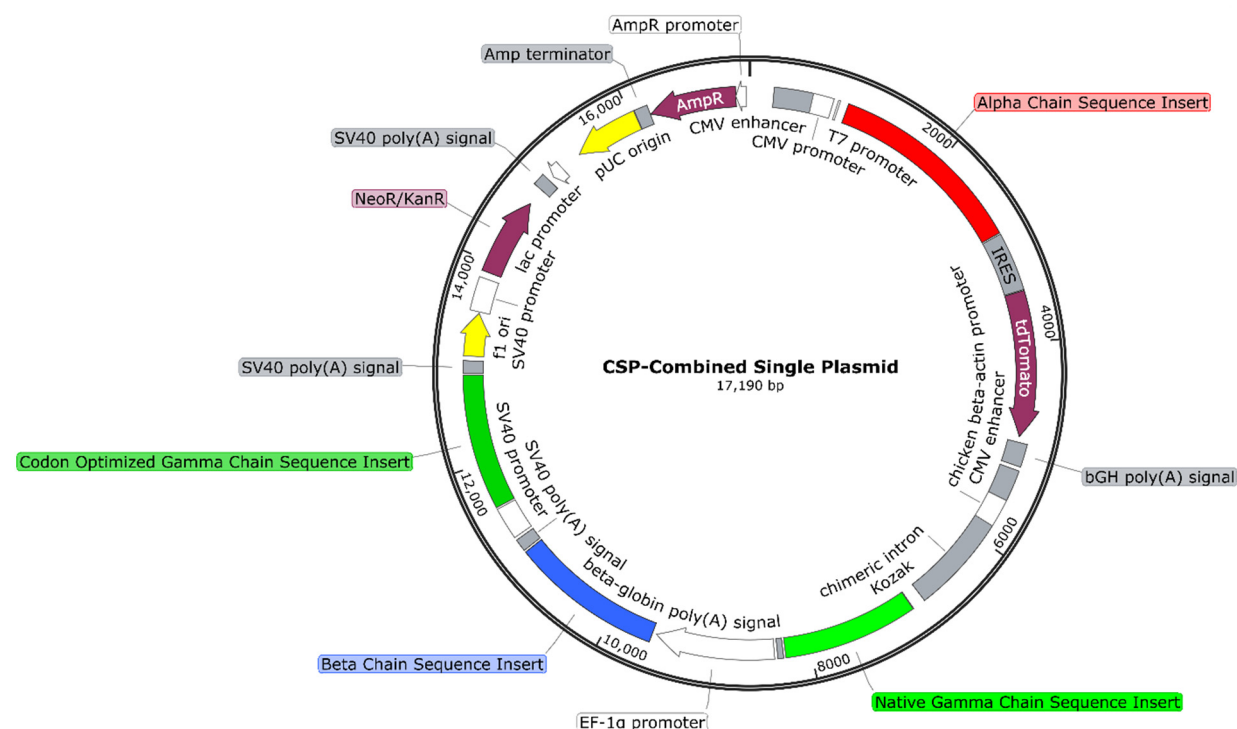 AmpR promoter
Amp terminator
AmpR
16,000
CMV enhancer
CMV promoter
T7 promoter
Alpha Chain Sequence Insert
2000
SV40 poly(A) signal
pUC origin
NeoR/KanR
lac promoter
IRES
14,000
SV40 promoter
f1 ori
chicken beta-actin promoter
CMV enhancer
4000
tdTomato
SV40 poly(A) signal
CSP-Combined Single Plasmid
17,190 bp
Codon Optimized Gamma Chain Sequence Insert
SV40 promoter
SV40 poly(A) signal
bGH poly(A) signal
12,000
6000
chimeric intron
Kozak
beta-globin poly(A) signal
Beta Chain Sequence Insert
10,000
8000
Native Gamma Chain Sequence Insert
EF-1α promoter